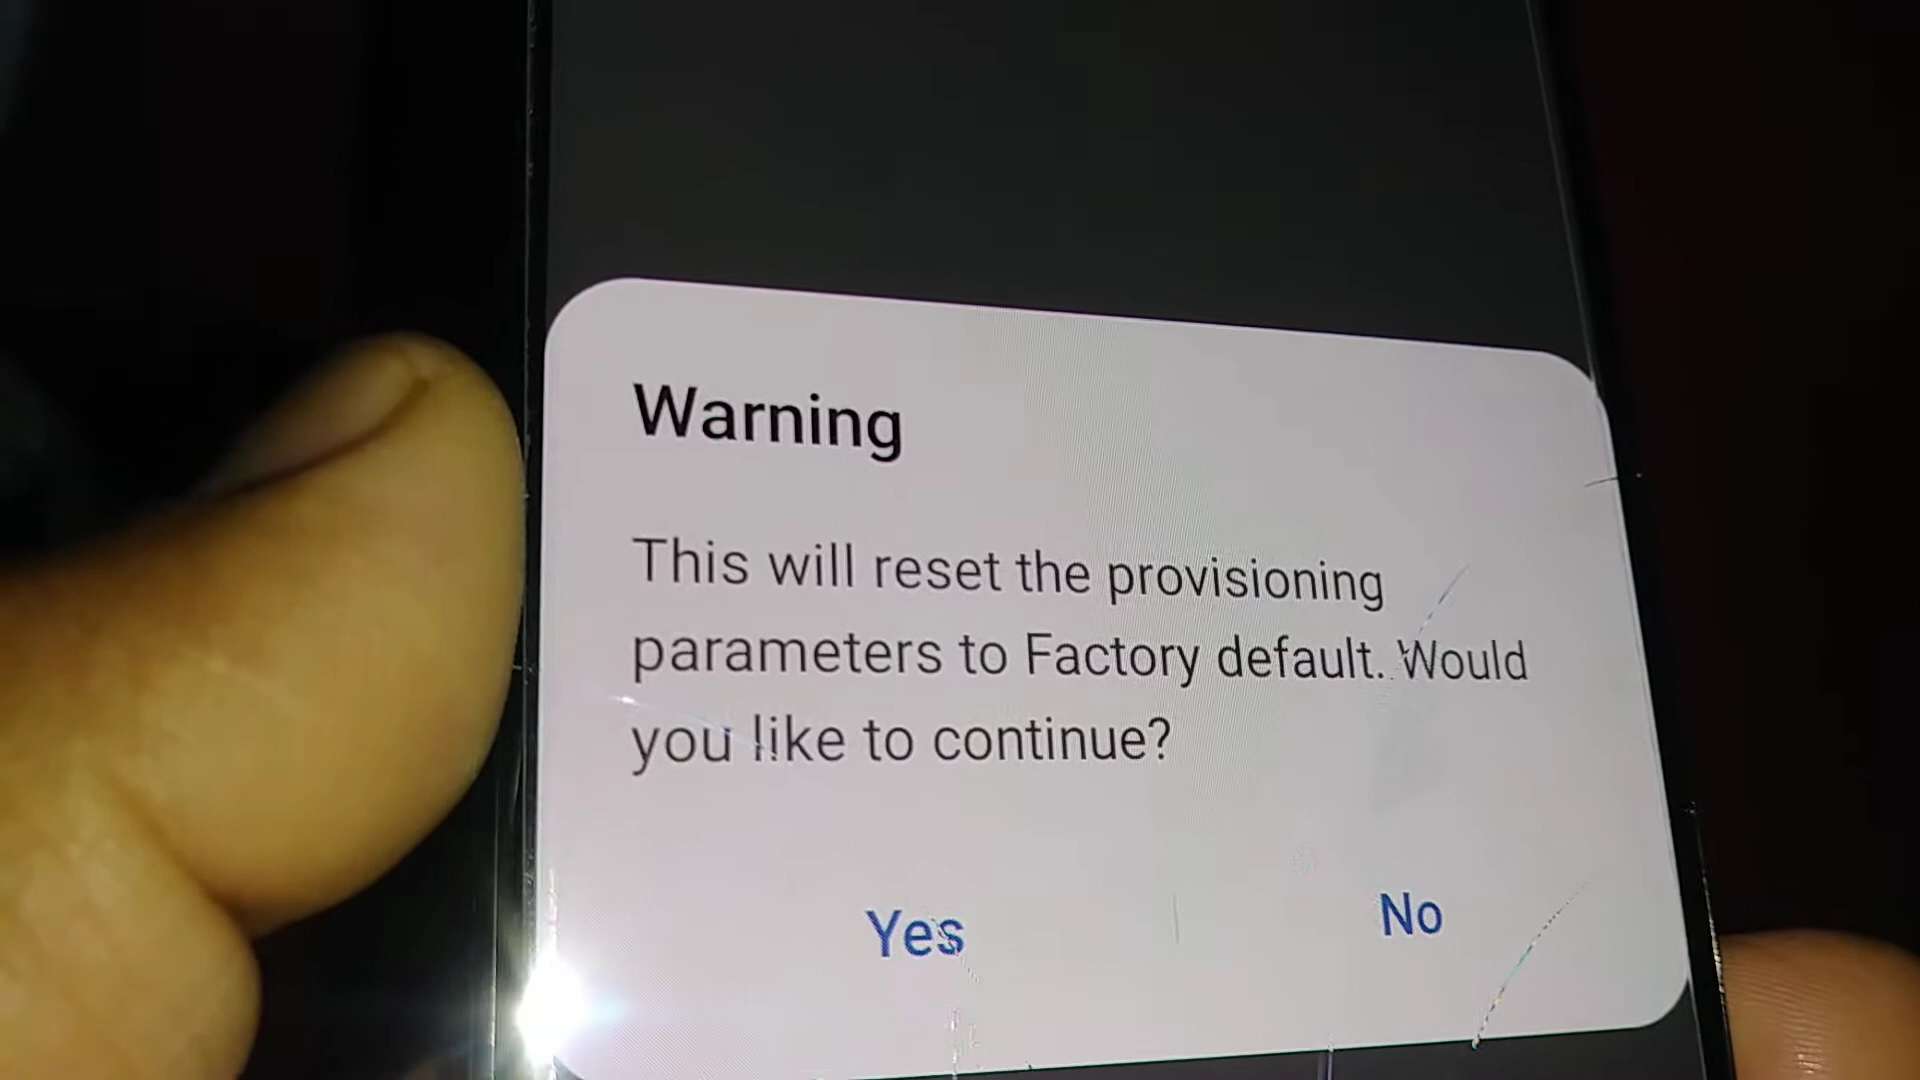 Warning
This will reset the provisioning
parameters to Factory default. Would
you like to continue?
Yes
No